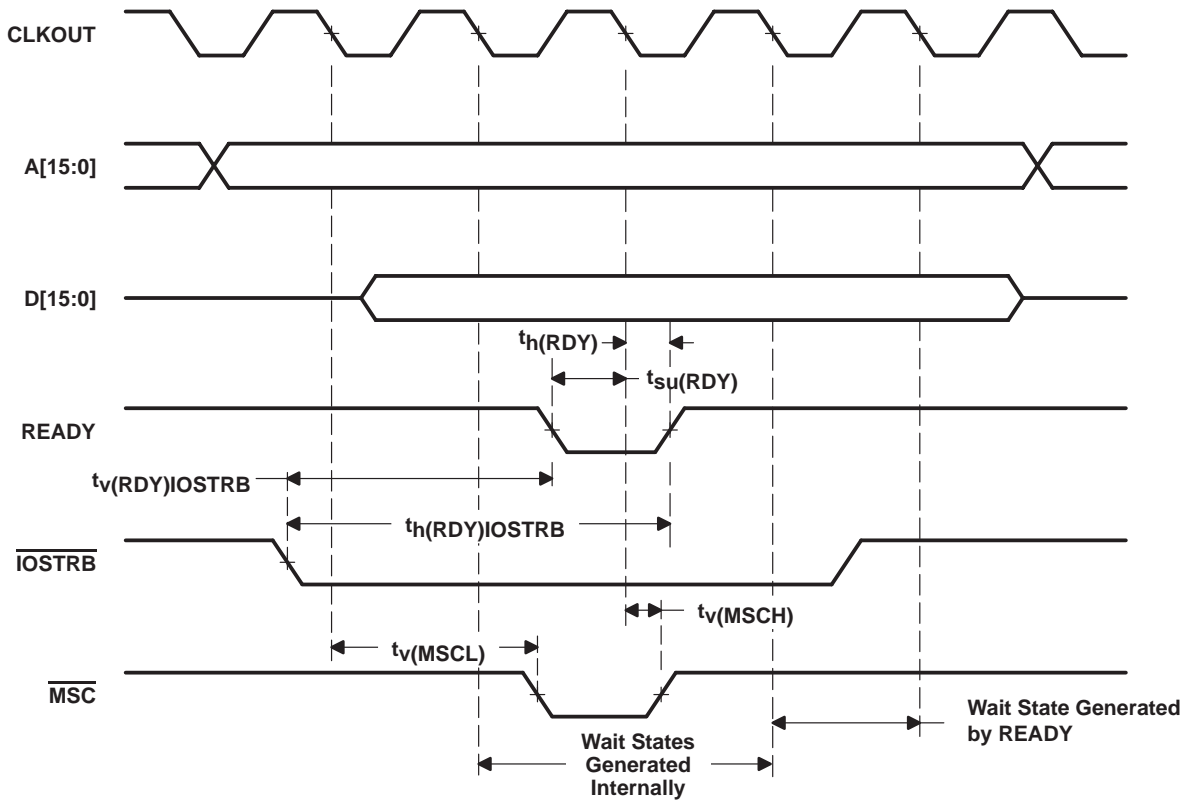 CLKOUT
A[15:0]
D[15:0]
th(RDY)
tsu(RDY)
READY
tv(RDY)IOSTRB
th(RDY)IOSTRB
IOSTRB
tv(MSCH)
tv(MSCL)
MSC
Wait State Generated
by READY
Wait States
Generated
Internally